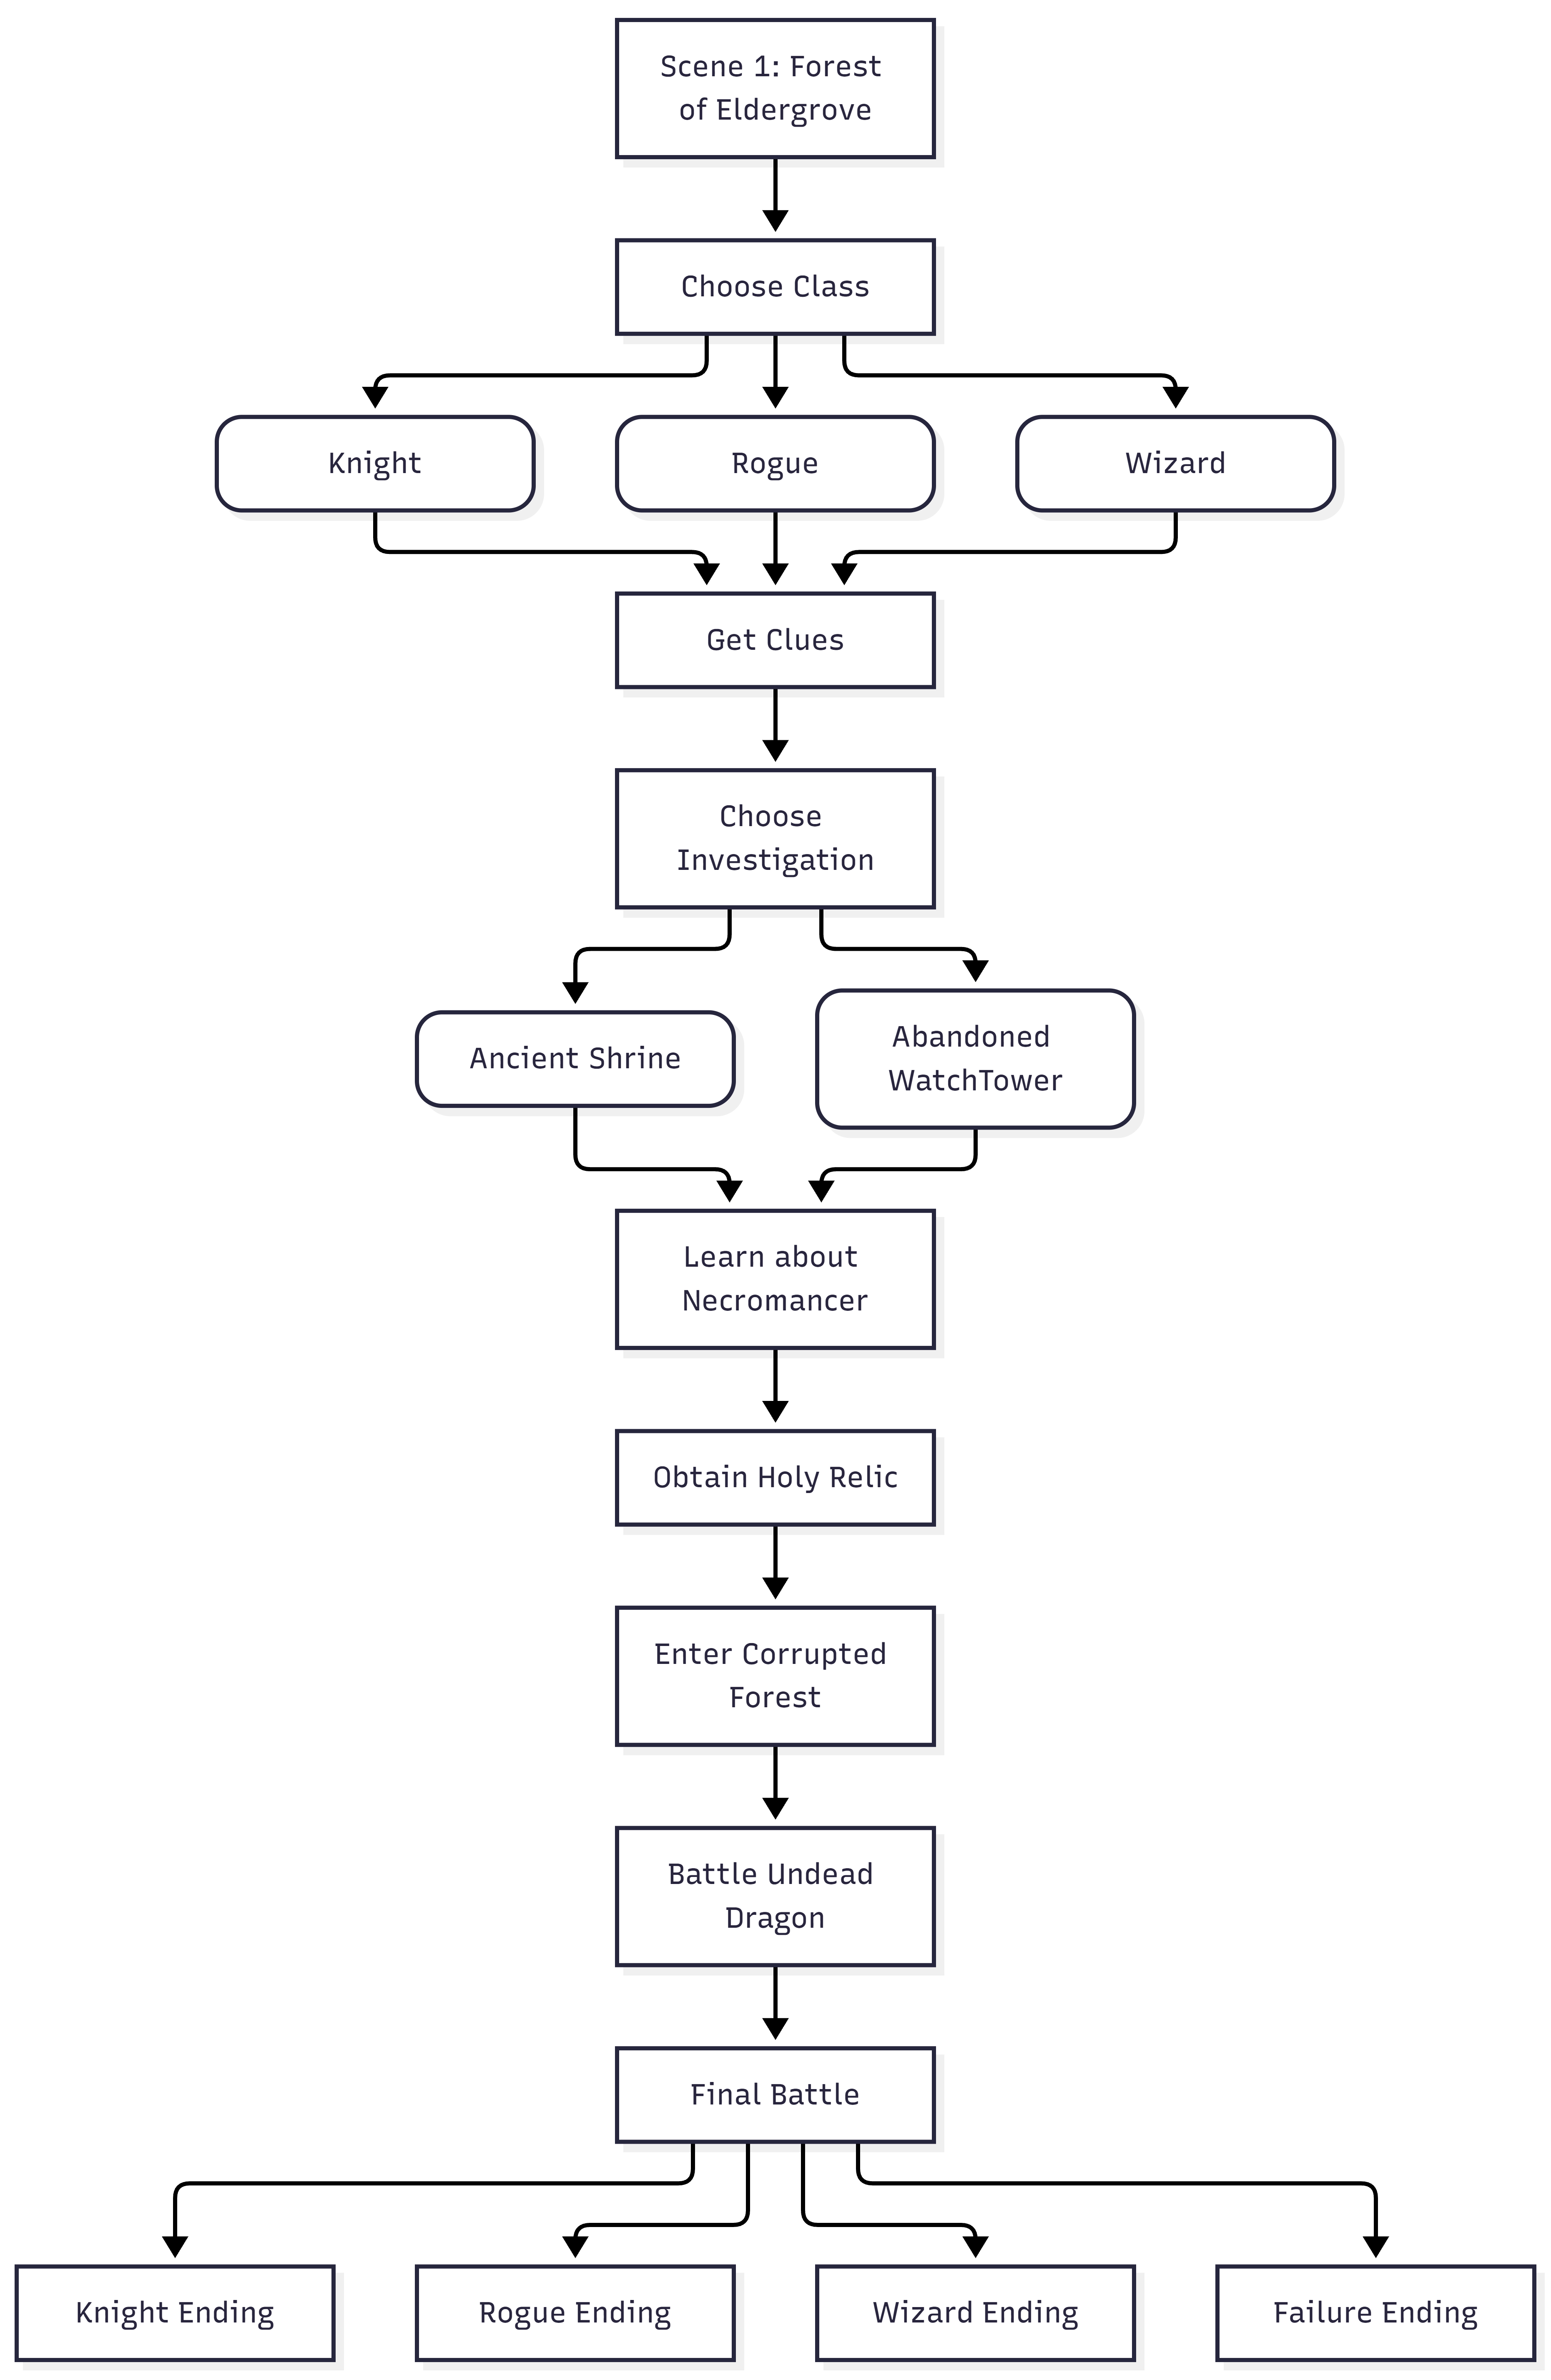 Scene 1: Forest
of Eldergrove
Choose Class
Knight
Rogue
Wizard
Get Clues
Choose
Investigation
Ancient Shrine
Abandoned
WatchTower
Learn about
Necromancer
Obtain Holy Relic
Enter Corrupted
Forest
Battle Undead
Dragon
Final Battle
Knight Ending
Rogue Ending
Wizard Ending
Failure Ending